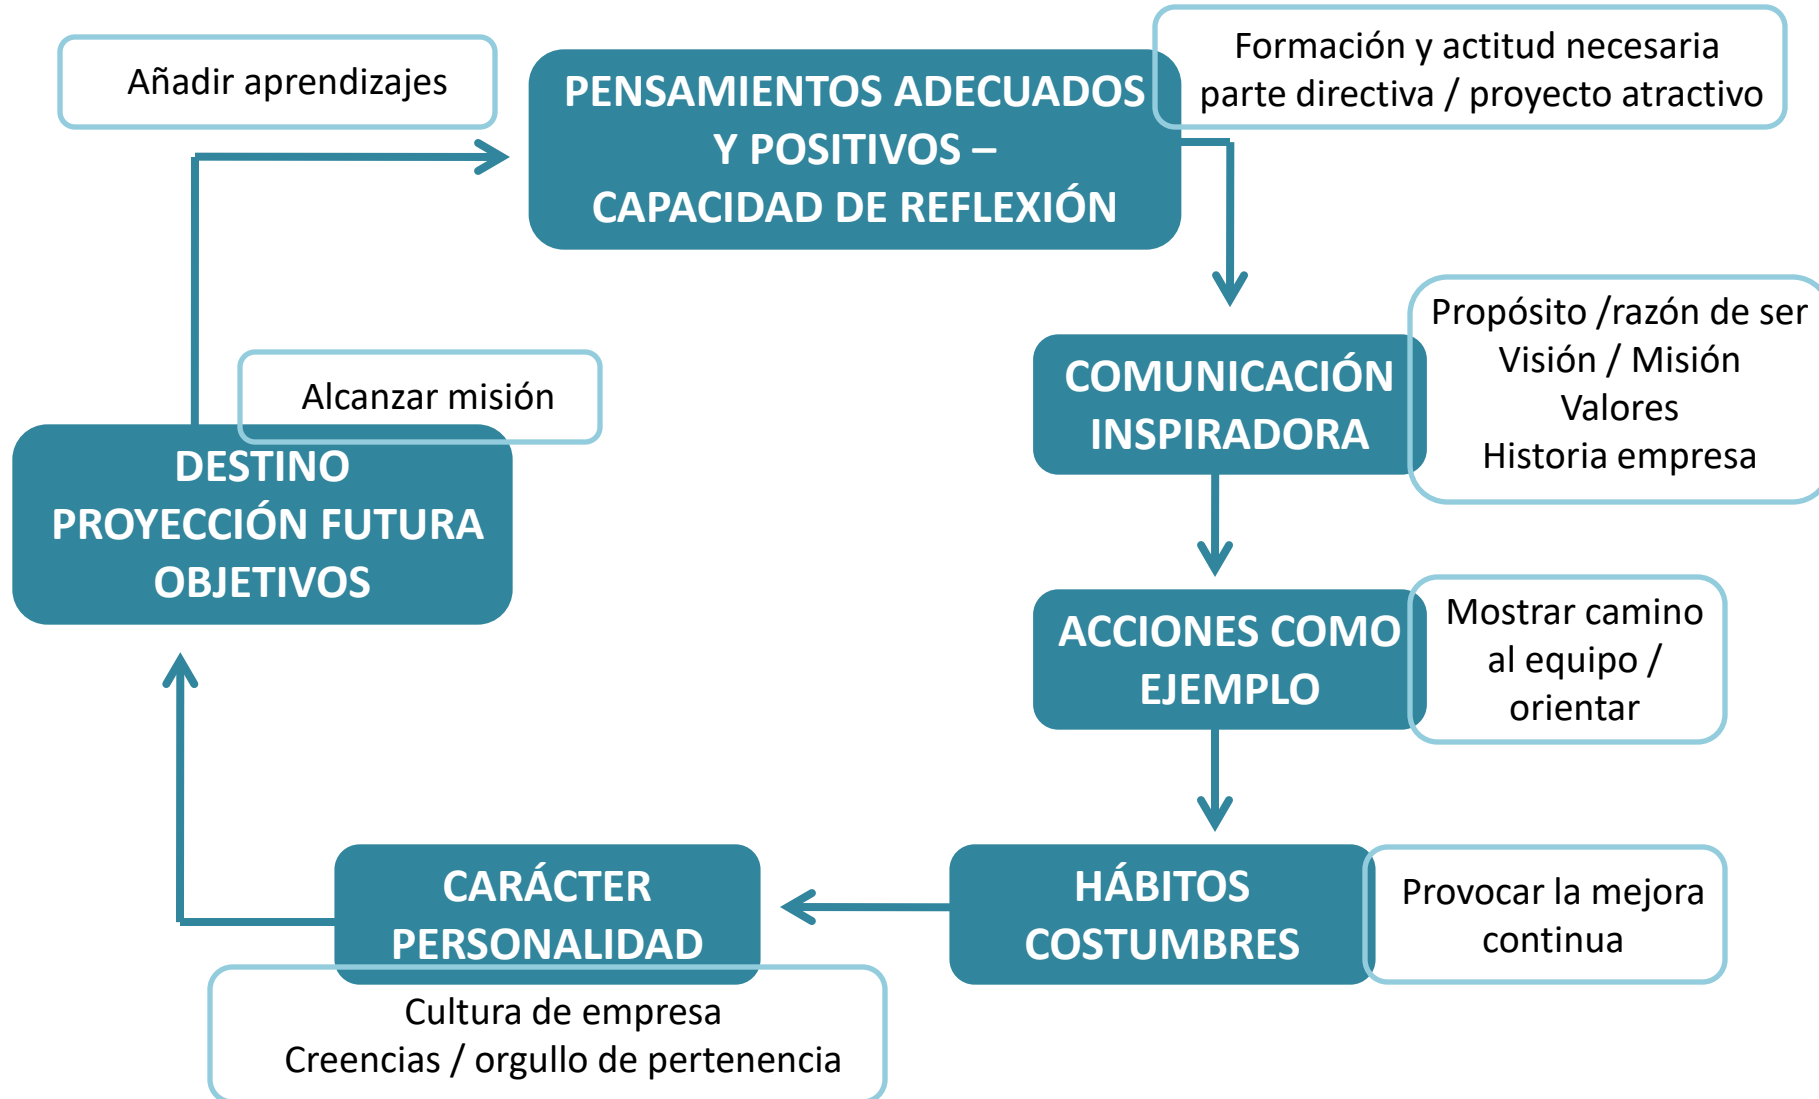 Añadir aprendizajes
PENSAMIENTOS ADECUADOS
Y POSITIVOS –
CAPACIDAD DE REFLEXIÓN
Formación y actitud necesaria
parte directiva / proyecto atractivo
COMUNICACIÓN
INSPIRADORA
Propósito /razón de ser
Visión / Misión
Valores
Historia empresa
ACCIONES COMO
EJEMPLO
Mostrar camino
al equipo /
orientar
HÁBITOS
COSTUMBRES
Provocar la mejora
continua
CARÁCTER
PERSONALIDAD
Cultura de empresa
Creencias / orgullo de pertenencia
DESTINO
PROYECCIÓN FUTURA
OBJETIVOS
Alcanzar misión